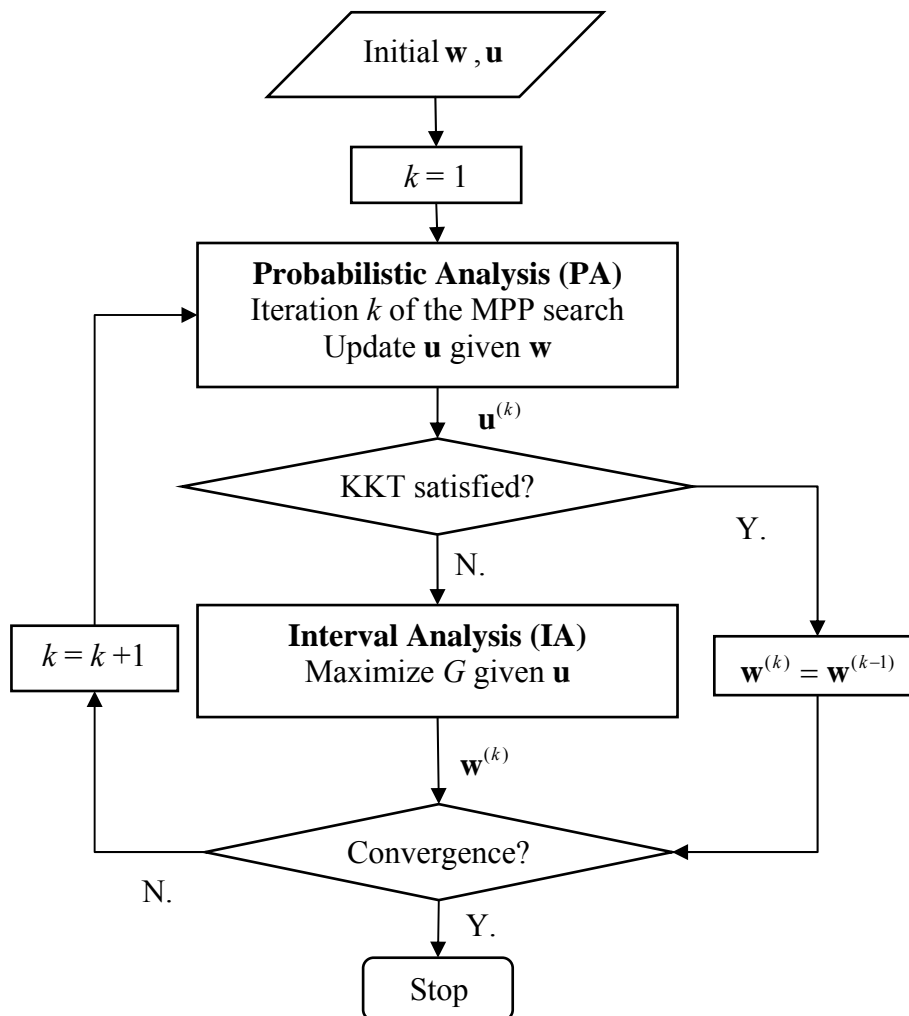 Initial w , u
k = 1
Probabilistic Analysis (PA)
Iteration k of the MPP search
Update u given w
u^(k)
KKT satisfied?
Y.
N.
Interval Analysis (IA)
Maximize G given u
k = k +1
w^(k) = w^(k−1)
w^(k)
Convergence?
N.
Y.
Stop